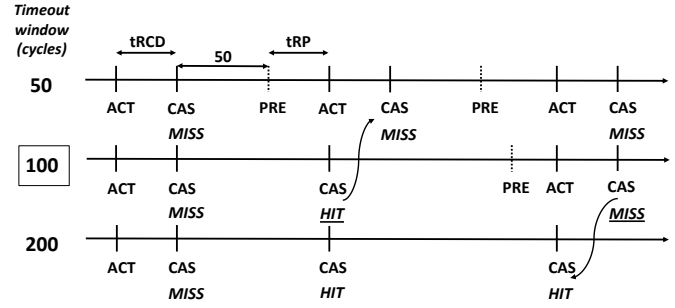 Timeout
window
(cycles)
tRCD
50
tRP
50
ACT
CAS
PRE
ACT
CAS
PRE
ACT
CAS
MISS
MISS
MISS
100
ACT
CAS
CAS
PRE
ACT
CAS
MISS
HIT
MISS
200
ACT
CAS
CAS
CAS
MISS
HIT
HIT